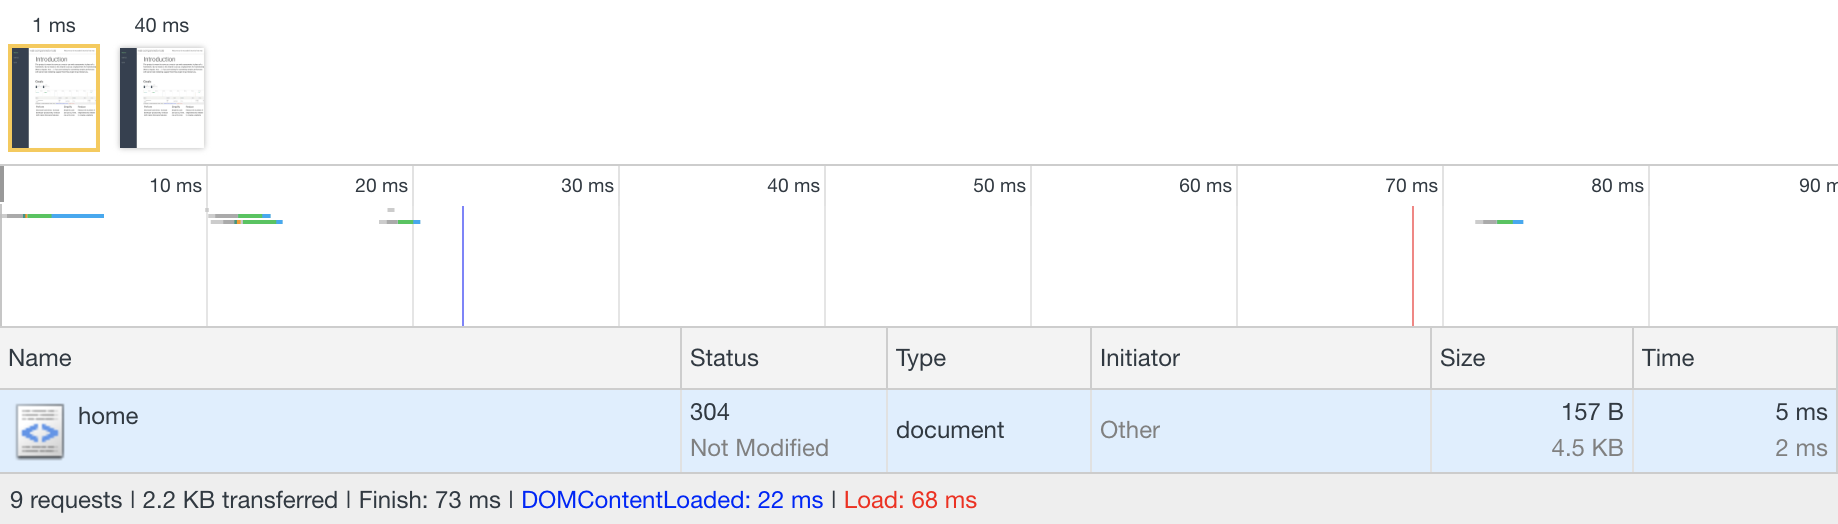 1 ms 40 ms
Introduction Introduction
10 ms 20 ms 30 ms 40 ms 50 ms 60 ms 70 ms 80 ms 90 m
Name Status Type Initiator Size Time
home 304 document Other 157 B 5 ms
Not Modified 4.5 KB 2 ms
9 requests | 2.2 KB transferred | Finish: 73 ms | DOMContentLoaded: 22 ms | Load: 68 ms